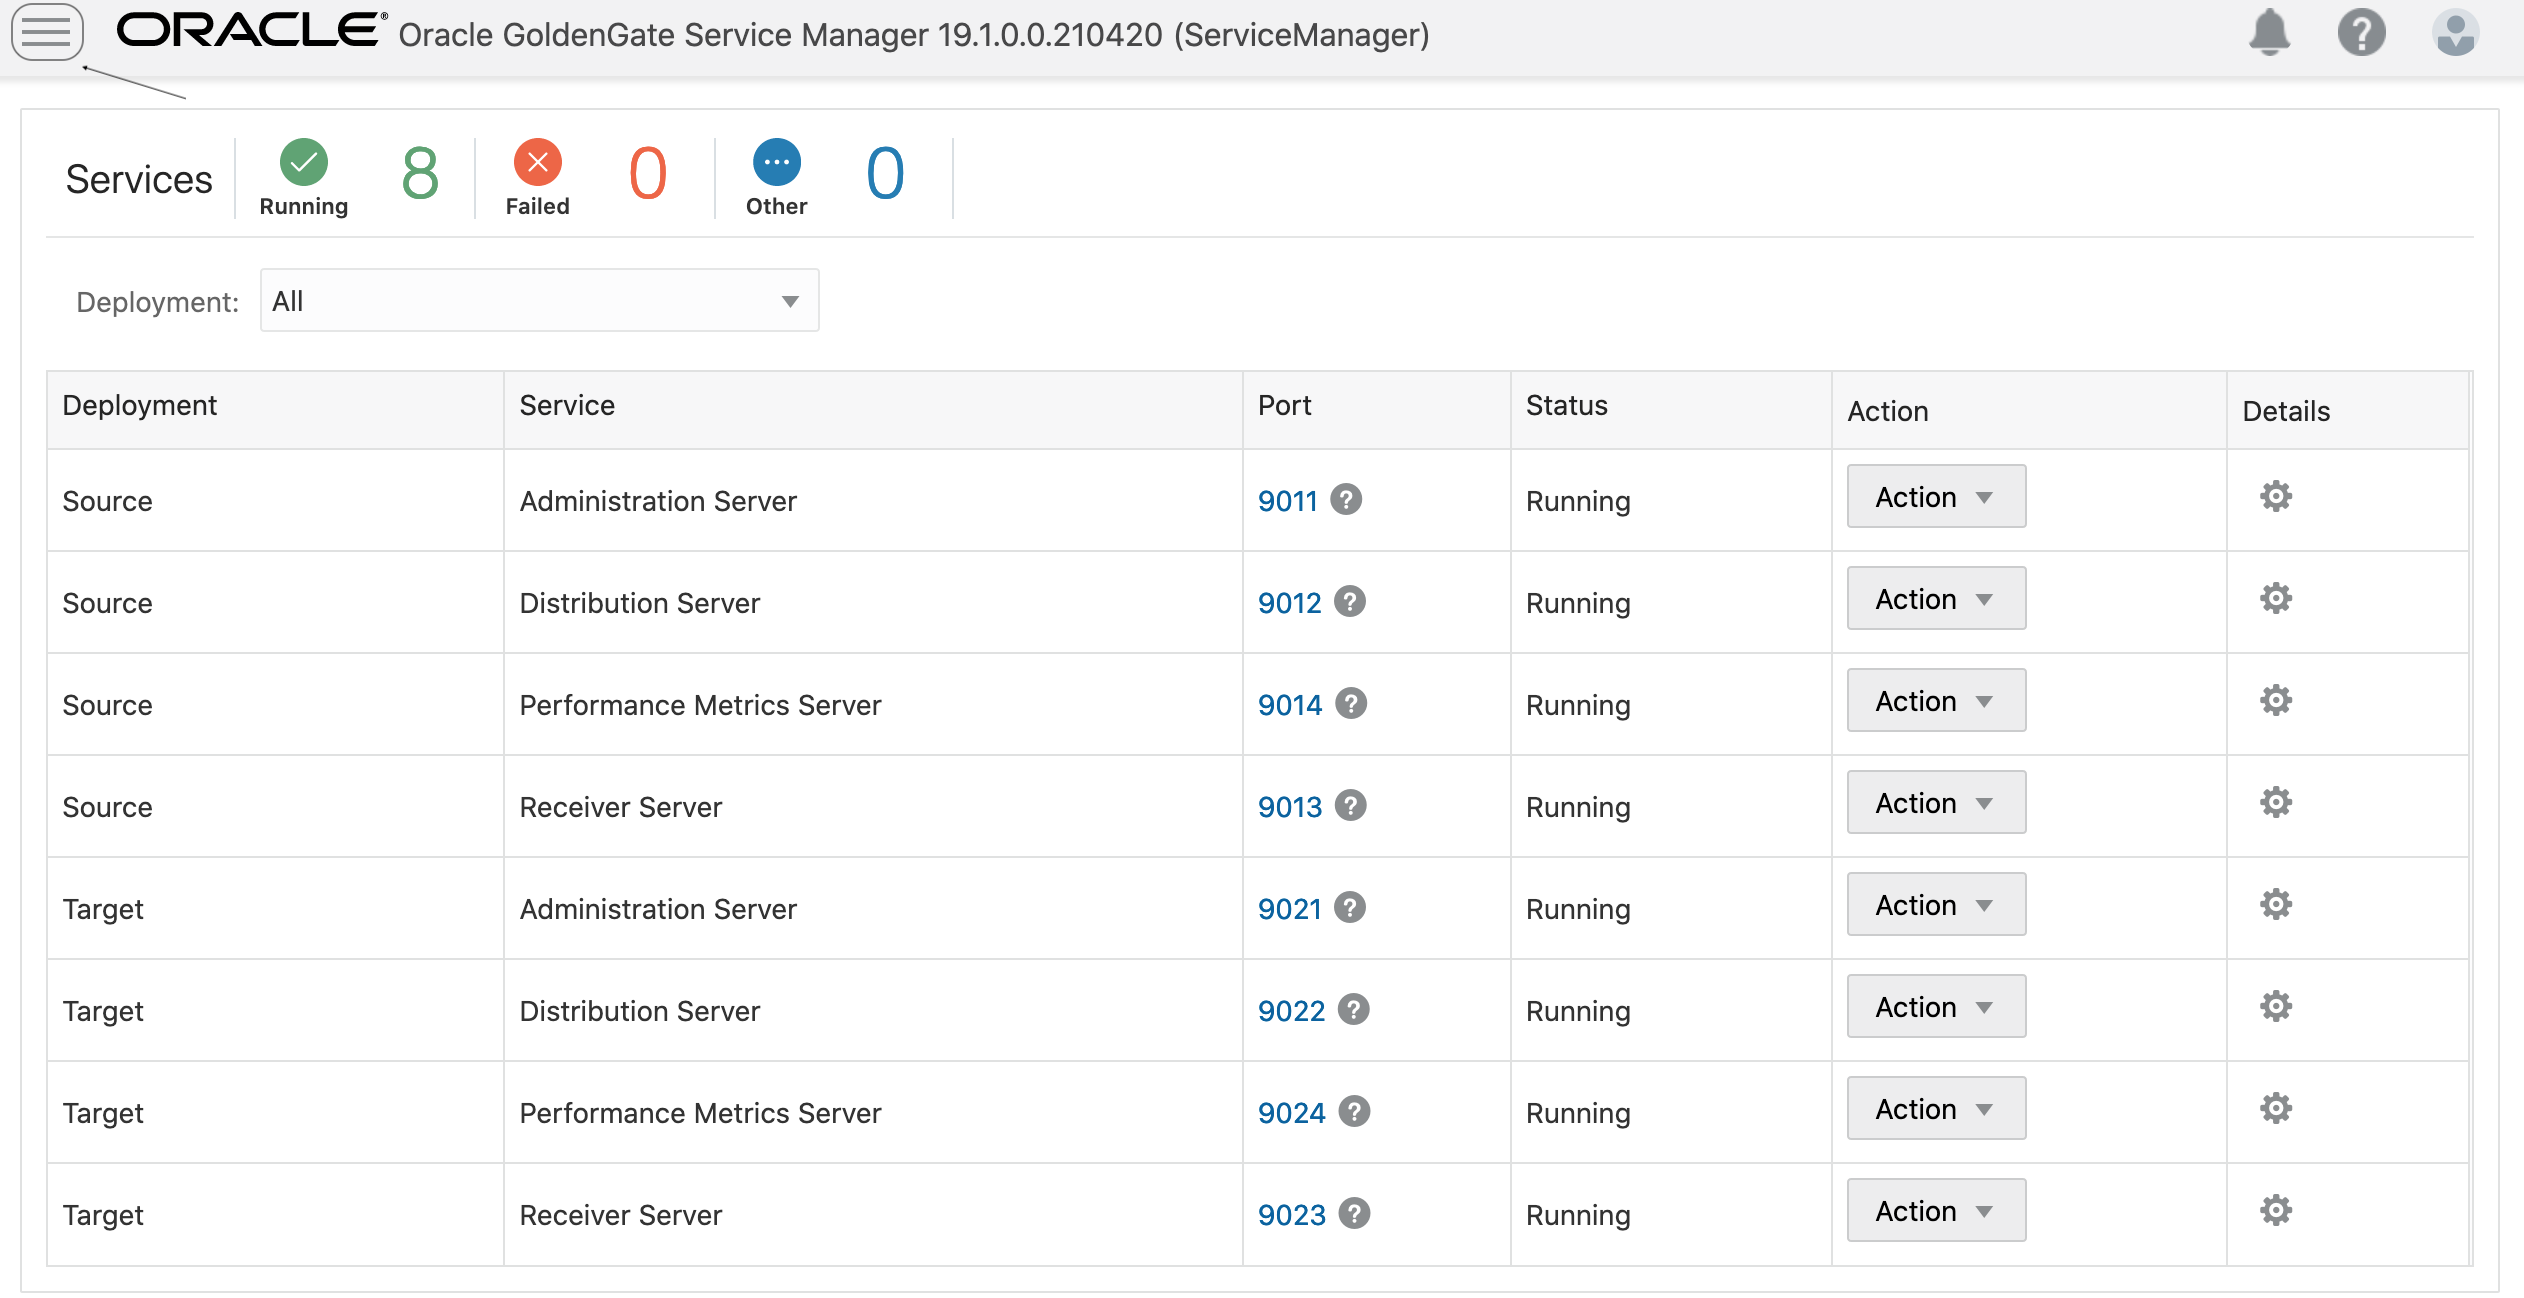 ORACLE® Oracle GoldenGate Service Manager 19.1.0.0.210420 (ServiceManager)
Services Running 8 Failed 0 Other 0
Deployment: All
Deployment Service Port Status Action Details
Source Administration Server 9011 Running Action
Source Distribution Server 9012 Running Action
Source Performance Metrics Server 9014 Running Action
Source Receiver Server 9013 Running Action
Target Administration Server 9021 Running Action
Target Distribution Server 9022 Running Action
Target Performance Metrics Server 9024 Running Action
Target Receiver Server 9023 Running Action